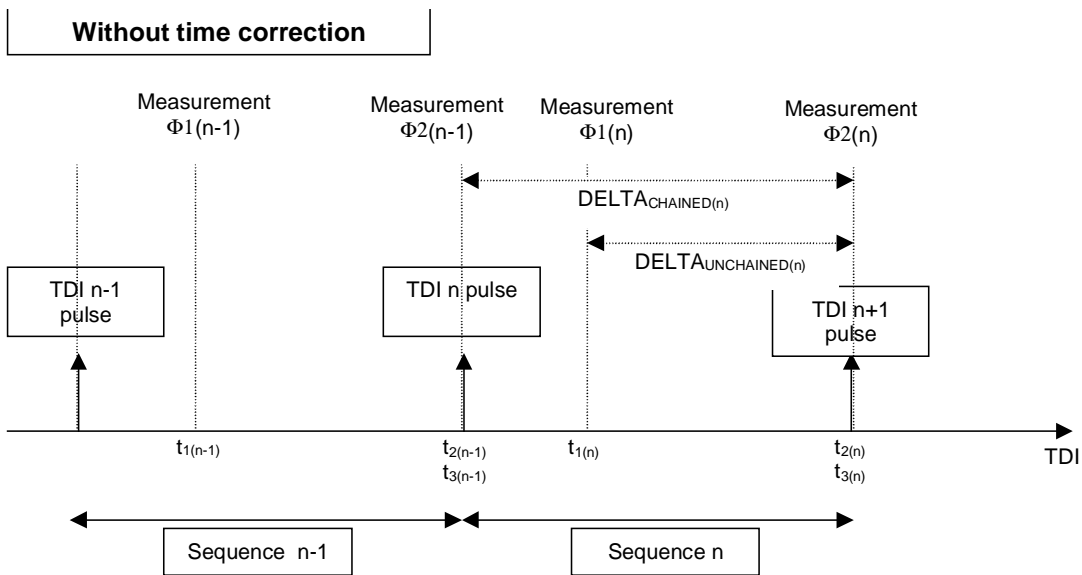 Without time correction
Measurement
Φ1(n-1)
Measurement
Φ2(n-1)
Measurement
Φ1(n)
Measurement
Φ2(n)
DELTACHAINED(n)
DELTAUNCHAINED(n)
TDI n-1
pulse
TDI n pulse
TDI n+1
pulse
t1(n-1)
t2(n-1)
t3(n-1)
t1(n)
t2(n)
t3(n)
TDI
Sequence n-1
Sequence n